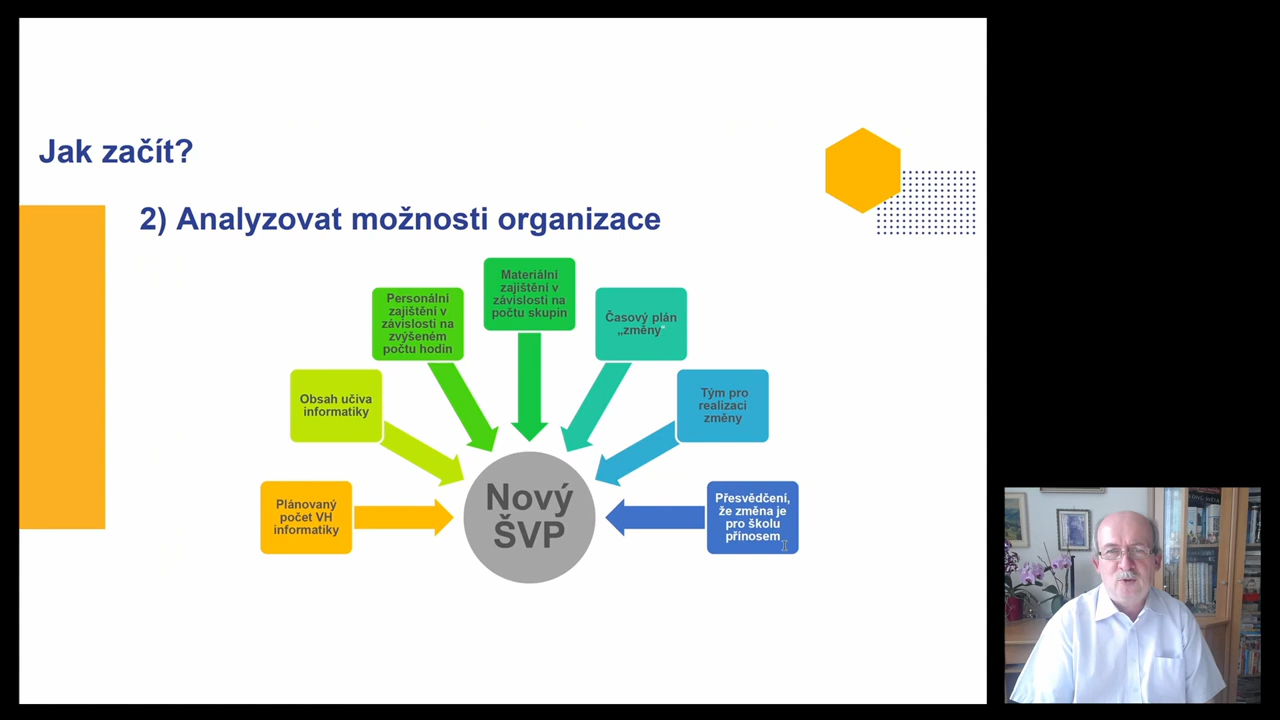 Jak začít?
2) Analyzovat možnosti organizace
Plánovaný
počet VH
informatiky
Obsah učiva
informatiky
Personální
zajištění v
závislosti na
zvýšeném
počtu hodin
Materiální
zajištění v
závislosti na
počtu skupin
Časový plán
„změny“
Tým pro
realizaci
změny
Přesvědčení,
že změna je
pro školu
přínosem
Nový
ŠVP